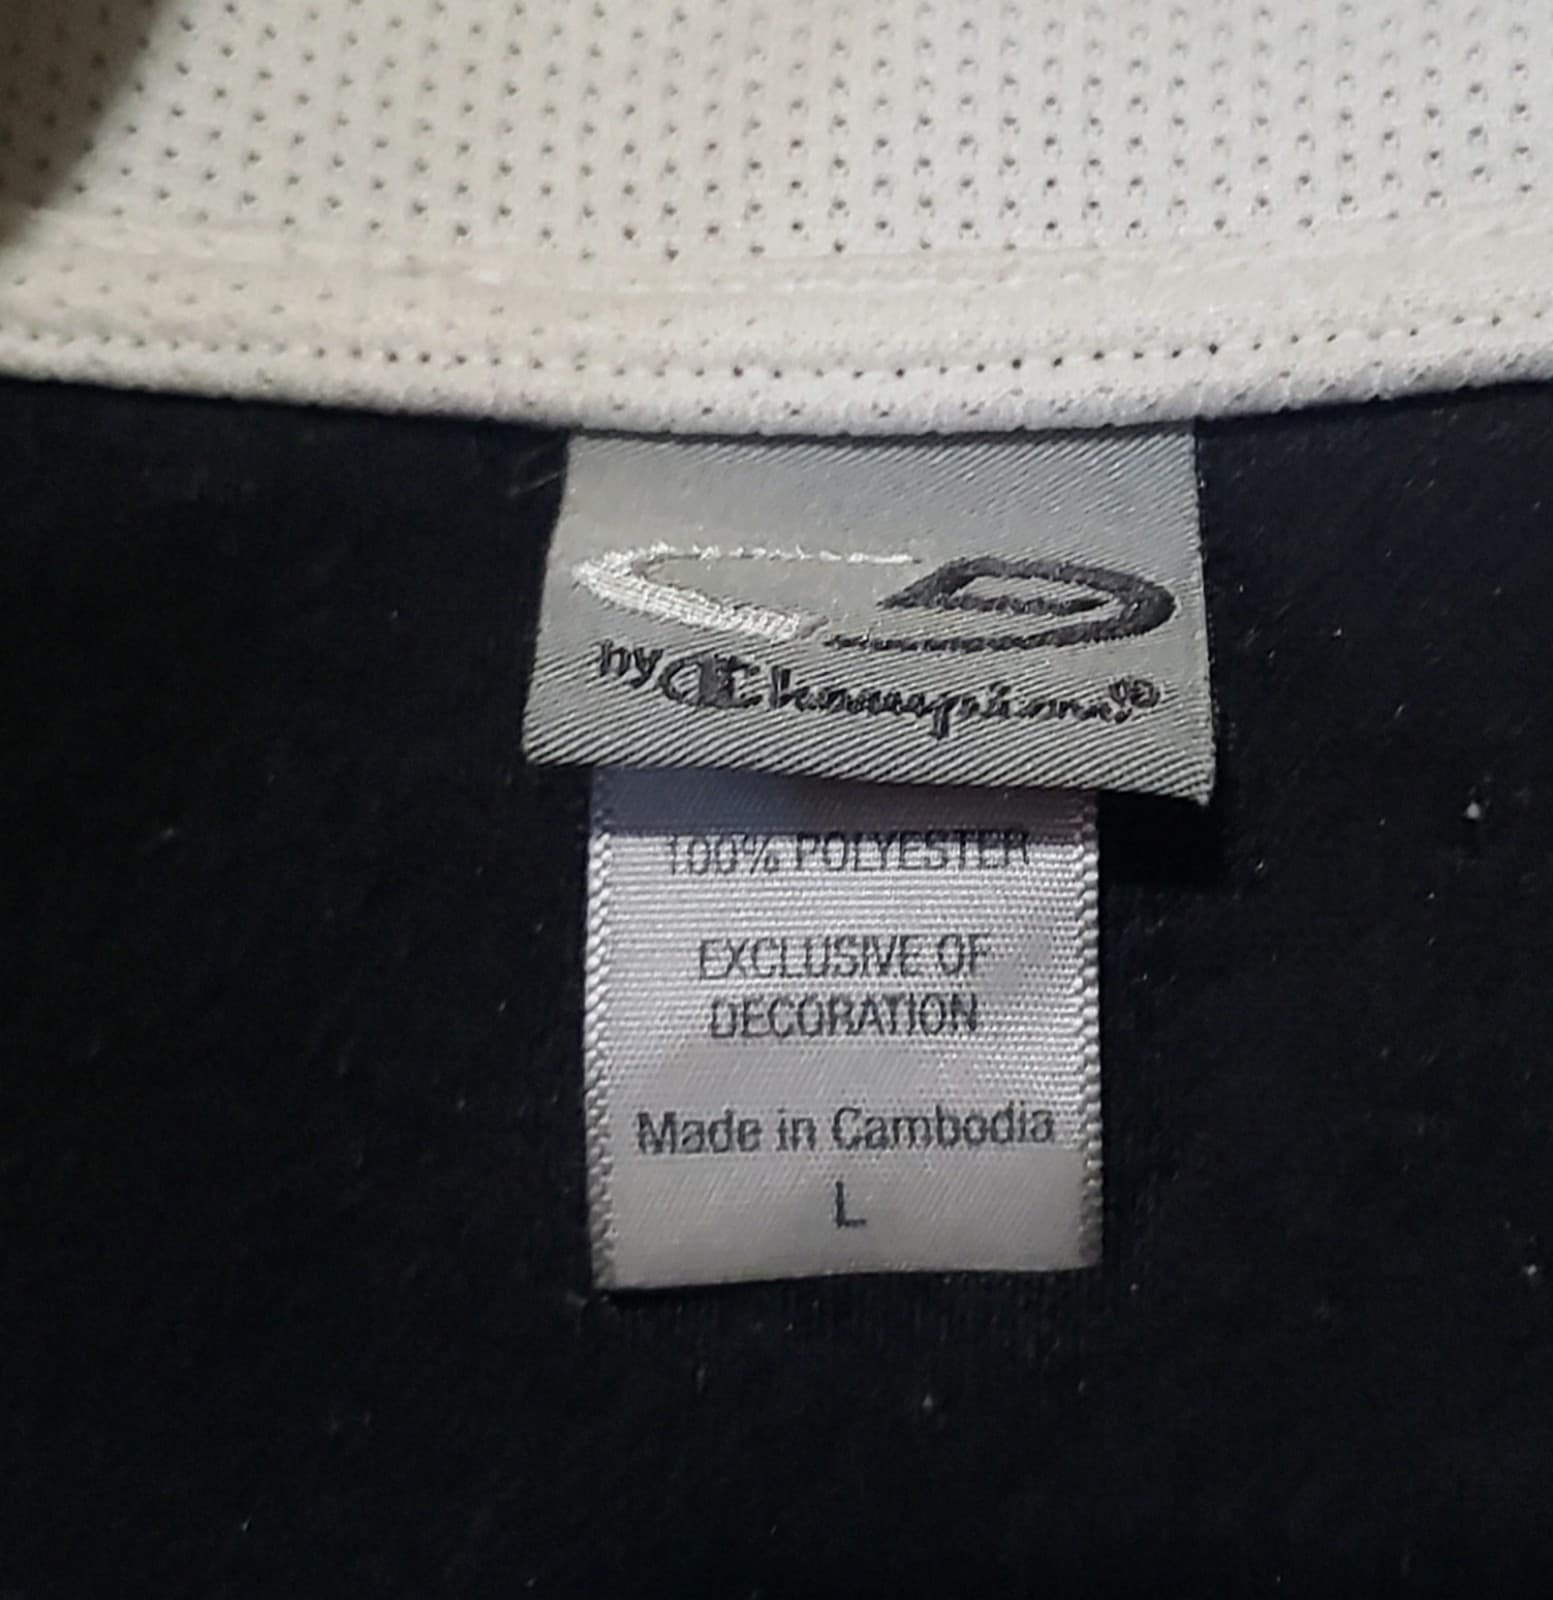 by Champion®
100% POLYESTER
EXCLUSIVE OF
DECORATION
Made in Cambodia
L